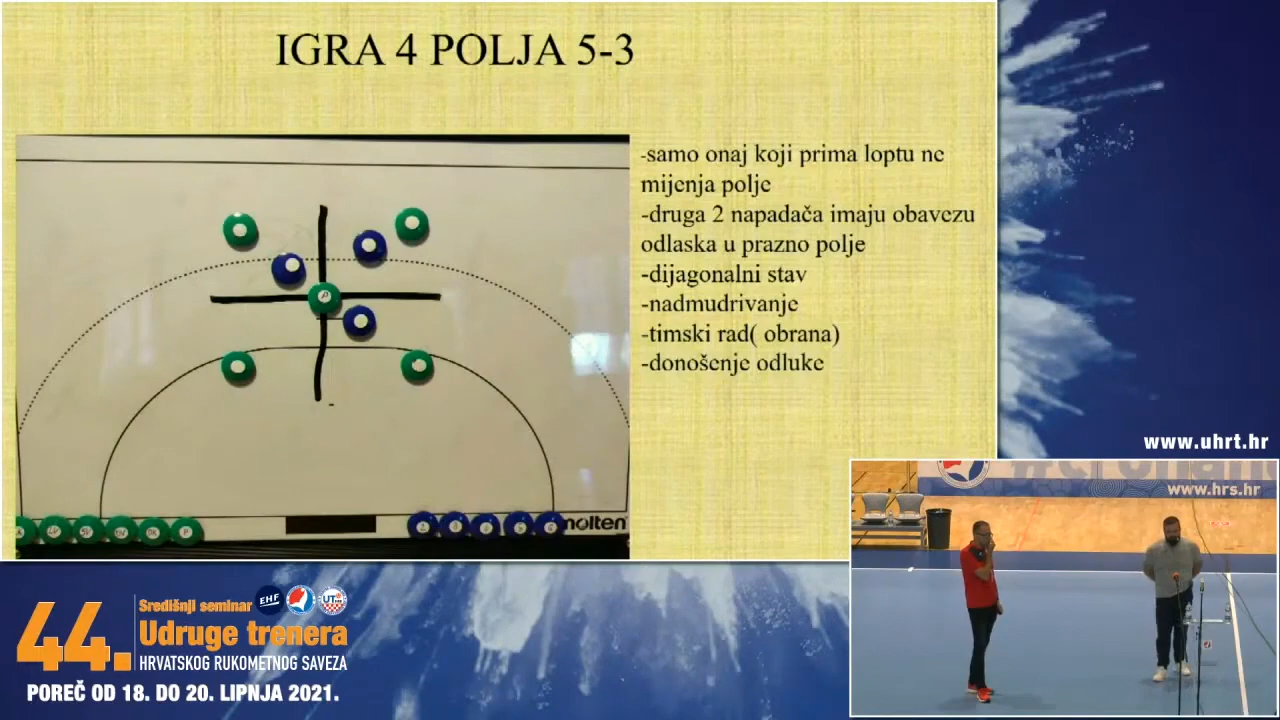 IGRA 4 POLJA 5-3
-samo onaj koji prima loptu ne
mijenja polje
-druga 2 napadača imaju obavezu
odlaska u prazno polje
-dijagonalni stav
-nadmudrivanje
-timski rad( obrana)
-donošenje odluke
molten
www.uhrt.hr
www.hrs.hr
44.
Središnji seminar
EHF
Udruge trenera
HRVATSKOG RUKOMETNOG SAVEZA
POREČ OD 18. DO 20. LIPNJA 2021.